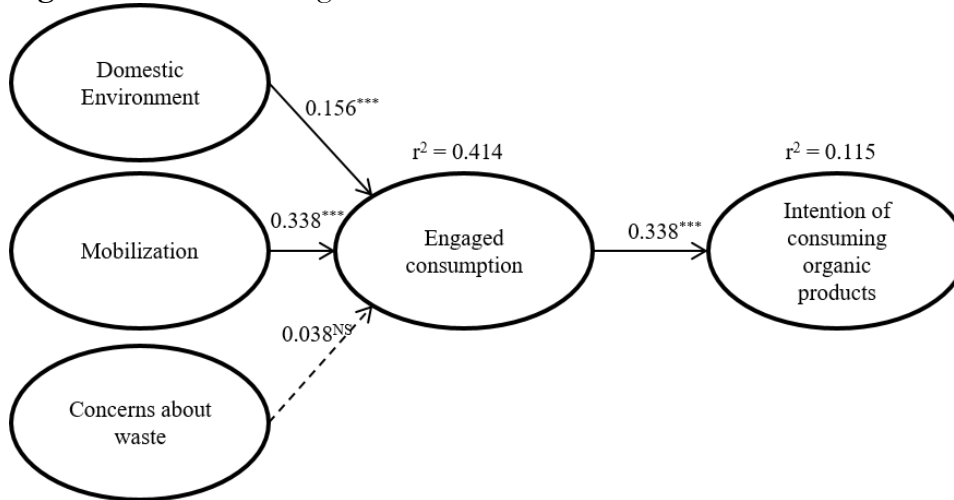 Domestic
Environment
0.156***
r² = 0.414
r² = 0.115
Mobilization
0.338***
Engaged
consumption
0.338***
Intention of
consuming
organic
products
0.038NS
Concerns about
waste